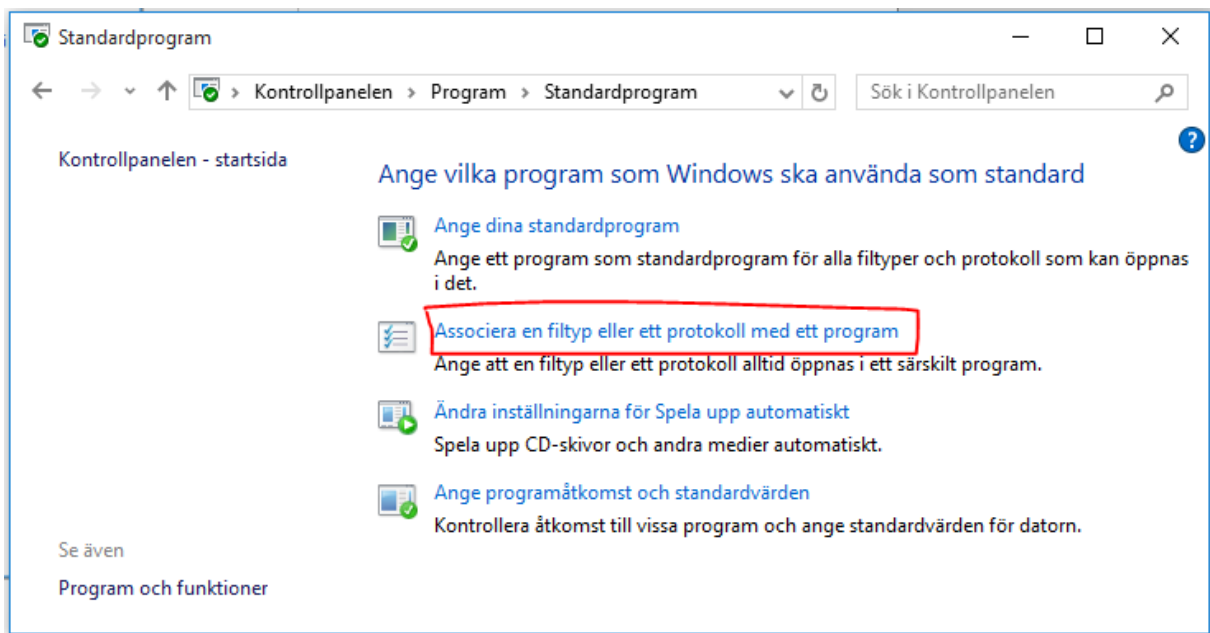 Standardprogram
Kontrollpanelen › Program › Standardprogram
Sök i Kontrollpanelen
?
Kontrollpanelen - startsida
Ange vilka program som Windows ska använda som standard
Ange dina standardprogram
Ange ett program som standardprogram för alla filtyper och protokoll som kan öppnas
i det.
Associera en filtyp eller ett protokoll med ett program
Ange att en filtyp eller ett protokoll alltid öppnas i ett särskilt program.
Ändra inställningarna för Spela upp automatiskt
Spela upp CD-skivor och andra medier automatiskt.
Ange programåtkomst och standardvärden
Kontrollera åtkomst till vissa program och ange standardvärden för datorn.
Se även
Program och funktioner